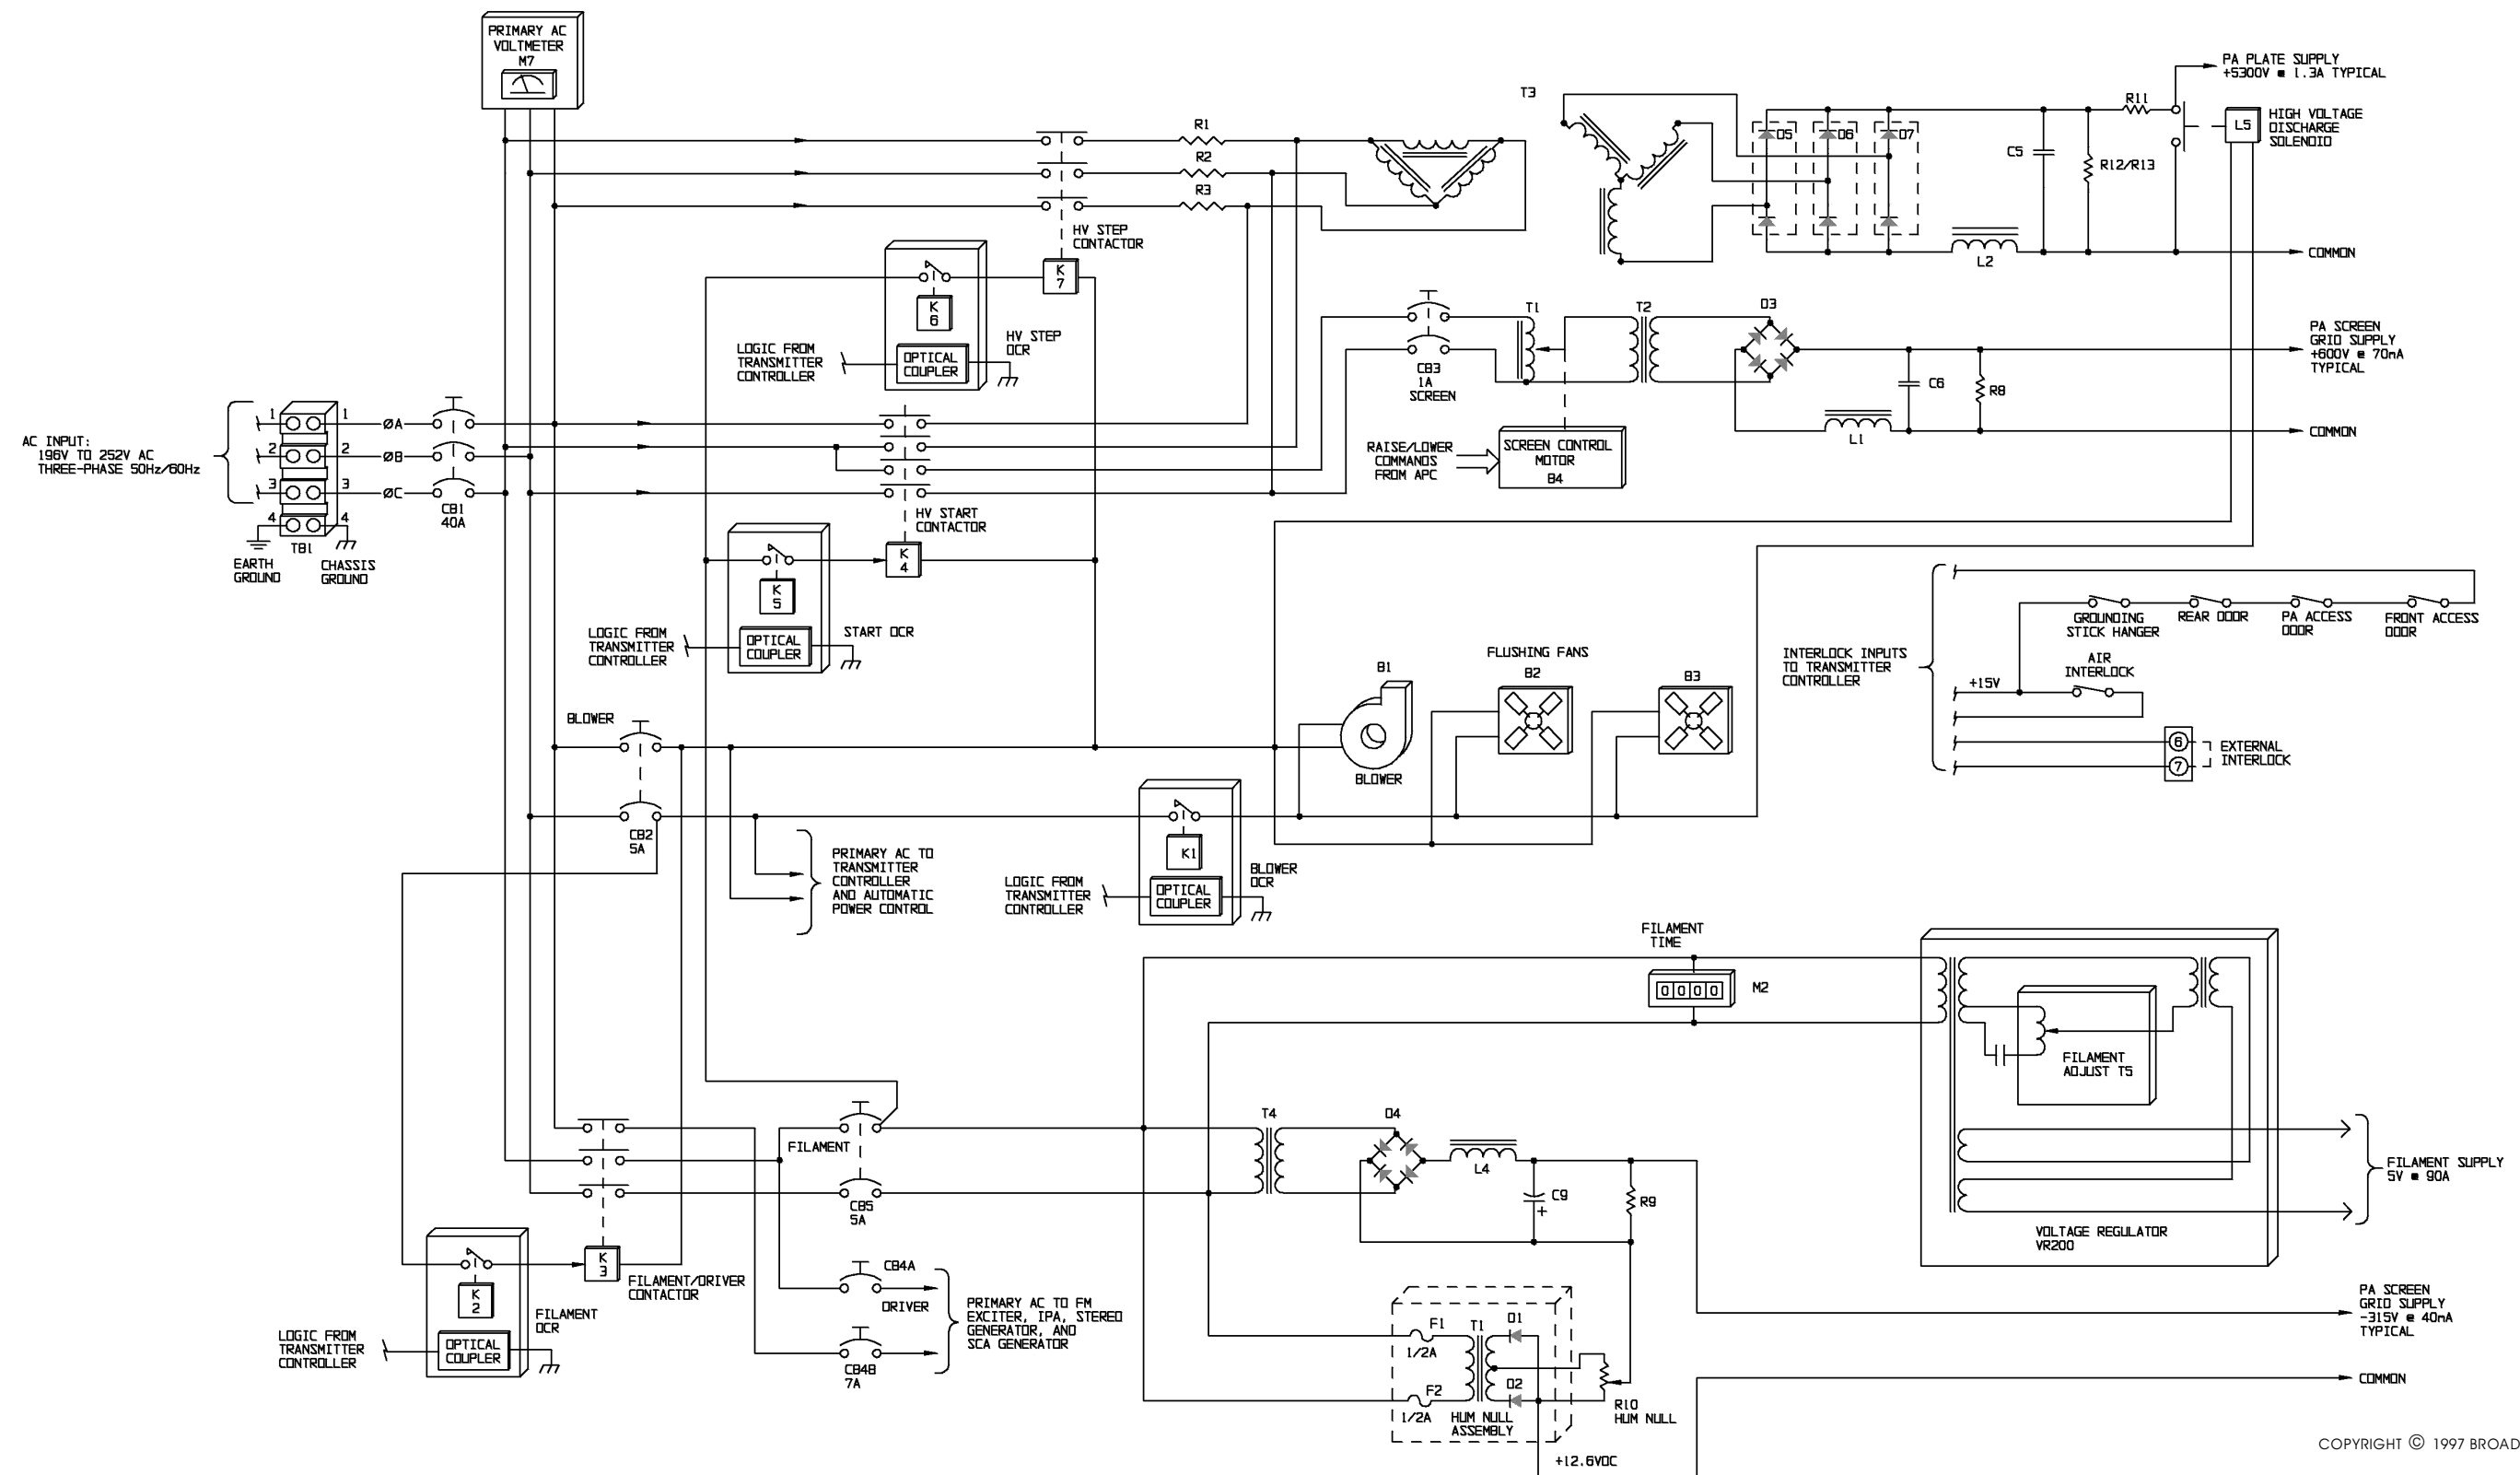 PRIMARY AC
VOLTMETER
M7
PA PLATE SUPPLY
+5300V @ 1.3A TYPICAL
T3
R11
L5
HIGH VOLTAGE
DISCHARGE
SOLENOID
R1
R2
R3
D5
D6
D7
C5
R12/R13
L2
COMMON
HV STEP
CONTACTOR
K
7
K
6
HV STEP
OCR
LOGIC FROM
TRANSMITTER
CONTROLLER
OPTICAL
COUPLER
T1
T2
D3
CB3
1A
SCREEN
PA SCREEN
GRID SUPPLY
+600V @ 70mA
TYPICAL
C6
R8
L1
COMMON
RAISE/LOWER
COMMANDS
FROM APC
SCREEN CONTROL
MOTOR
B4
AC INPUT:
196V TO 252V AC
THREE-PHASE 50Hz/60Hz
1
1
2
2
3
3
4
4
ØA
ØB
ØC
CB1
40A
TB1
EARTH
GROUND
CHASSIS
GROUND
HV START
CONTACTOR
K
4
K
5
START OCR
LOGIC FROM
TRANSMITTER
CONTROLLER
OPTICAL
COUPLER
INTERLOCK INPUTS
TO TRANSMITTER
CONTROLLER
GROUNDING
STICK HANGER
REAR DOOR
PA ACCESS
DOOR
FRONT ACCESS
DOOR
AIR
INTERLOCK
+15V
6
7
EXTERNAL
INTERLOCK
B1
BLOWER
FLUSHING FANS
B2
B3
BLOWER
CB2
5A
PRIMARY AC TO
TRANSMITTER
CONTROLLER
AND AUTOMATIC
POWER CONTROL
K1
BLOWER
OCR
LOGIC FROM
TRANSMITTER
CONTROLLER
OPTICAL
COUPLER
FILAMENT
TIME
0000
M2
FILAMENT
ADJUST T5
FILAMENT SUPPLY
5V @ 90A
VOLTAGE REGULATOR
VR200
FILAMENT
CB5
5A
T4
D4
L4
C9
+
R9
K
3
FILAMENT/DRIVER
CONTACTOR
K
2
FILAMENT
OCR
LOGIC FROM
TRANSMITTER
CONTROLLER
OPTICAL
COUPLER
CB4A
DRIVER
CB4B
7A
PRIMARY AC TO FM
EXCITER, IPA, STEREO
GENERATOR, AND
SCA GENERATOR
F1
1/2A
T1
D1
F2
1/2A
D2
HUM NULL
ASSEMBLY
R10
HUM NULL
+12.6VDC
PA SCREEN
GRID SUPPLY
-315V @ 40mA
TYPICAL
COMMON
COPYRIGHT © 1997 BROAD